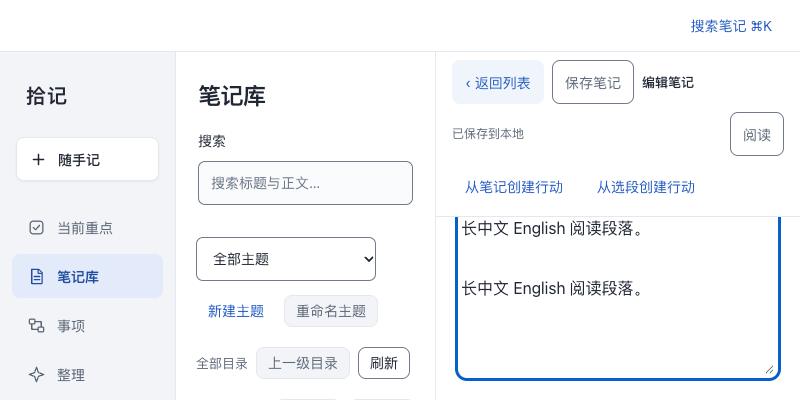 搜索笔记 ⌘K
拾记
随手记
当前重点
笔记库
事项
整理
笔记库
搜索
搜索标题与正文...
全部主题
新建主题
重命名主题
全部目录
上一级目录
刷新
‹ 返回列表
保存笔记
编辑笔记
已保存到本地
阅读
从笔记创建行动
从选段创建行动
长中文 English 阅读段落。
长中文 English 阅读段落。